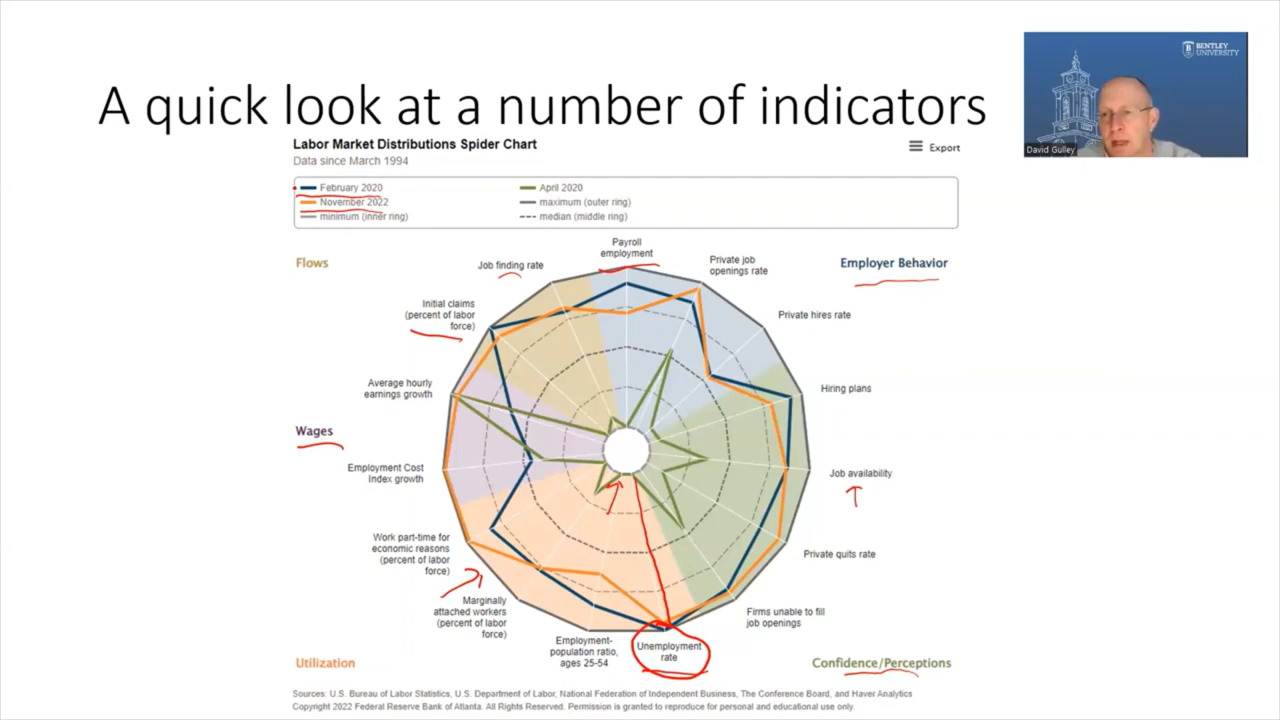 BENTLEY
UNIVERSITY
A quick look at a number of indicators
David Gulley
Labor Market Distributions Spider Chart
Data since March 1994
Export
February 2020
April 2020
November 2022
maximum (outer ring)
minimum (inner ring)
median (middle ring)
Flows
Employer Behavior
Payroll
employment
Job finding rate
Private job
openings rate
Initial claims
(percent of labor
force)
Private hires rate
Average hourly
earnings growth
Hiring plans
Wages
Employment Cost
Index growth
Job availability
Work part-time for
economic reasons
(percent of labor
force)
Private quits rate
Marginally
attached workers
(percent of labor
force)
Firms unable to fill
job openings
Employment-
population ratio,
ages 25-54
Unemployment
rate
Utilization
Confidence/Perceptions
Sources: U.S. Bureau of Labor Statistics, U.S. Department of Labor, National Federation of Independent Business, The Conference Board, and Haver Analytics
Copyright 2022 Federal Reserve Bank of Atlanta. All Rights Reserved. Permission is granted to reproduce for personal and educational use only.